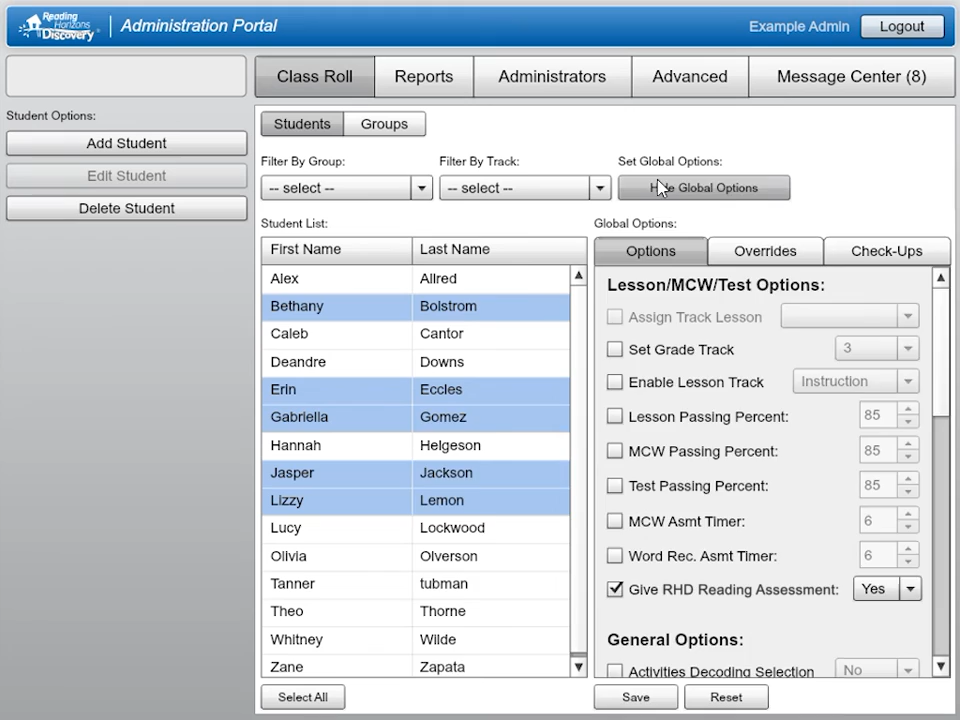 Reading Horizons Discovery
Administration Portal
Example Admin
Logout
Class Roll
Reports
Administrators
Advanced
Message Center (8)
Student Options:
Add Student
Edit Student
Delete Student
Students
Groups
Filter By Group:
Filter By Track:
Set Global Options:
-- select --
-- select --
Hide Global Options
Student List:
Global Options:
First Name Last Name
Options
Overrides
Check-Ups
Alex Allred
Bethany Bolstrom
Caleb Cantor
Deandre Downs
Erin Eccles
Gabriella Gomez
Hannah Helgeson
Jasper Jackson
Lizzy Lemon
Lucy Lockwood
Olivia Olverson
Tanner tubman
Theo Thorne
Whitney Wilde
Zane Zapata
Lesson/MCW/Test Options:
Assign Track Lesson
Set Grade Track 3
Enable Lesson Track Instruction
Lesson Passing Percent: 85
MCW Passing Percent: 85
Test Passing Percent: 85
MCW Asmt Timer: 6
Word Rec. Asmt Timer: 6
Give RHD Reading Assessment: Yes
General Options:
Activities Decoding Selection No
Select All
Save
Reset